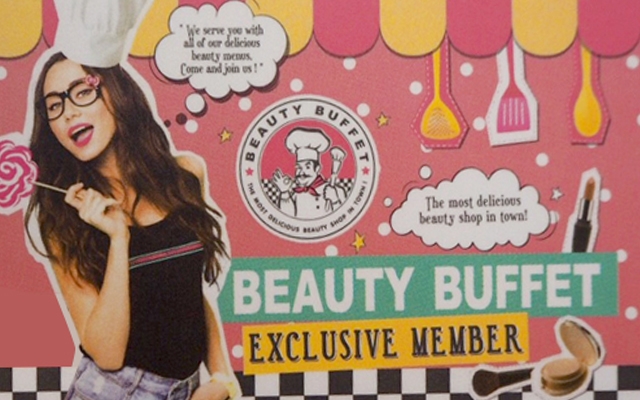 " We serve you with
all of our delicious
beauty menus.
Come and join us ! "
BEAUTY BUFFET
THE MOST DELICIOUS BEAUTY SHOP IN TOWN!
The most delicious
beauty shop in town!
BEAUTY BUFFET
EXCLUSIVE MEMBER